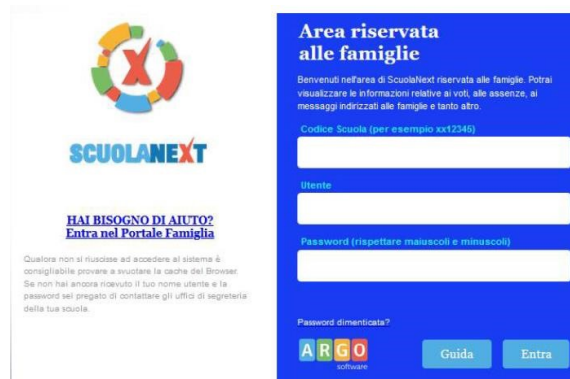 SCUOLANEXT
HAI BISOGNO DI AIUTO?
Entra nel Portale Famiglia
Qualora non si riuscisse ad accedere al sistema è
consigliabile provare a svuotare la cache del Browser.
Se non hai ancora ricevuto il tuo nome utente e la
password sei pregato di contattare gli uffici di segreteria
della tua scuola.
Area riservata
alle famiglie
Benvenuti nell'area di ScuolaNext riservata alle famiglie. Potrai
visualizzare le informazioni relative ai voti, alle assenze, ai
messaggi indirizzati alle famiglie e tanto altro.
Codice Scuola (per esempio xx12345)
Utente
Password (rispettare maiuscoli e minuscoli)
Password dimenticata?
ARGO
software
Guida
Entra